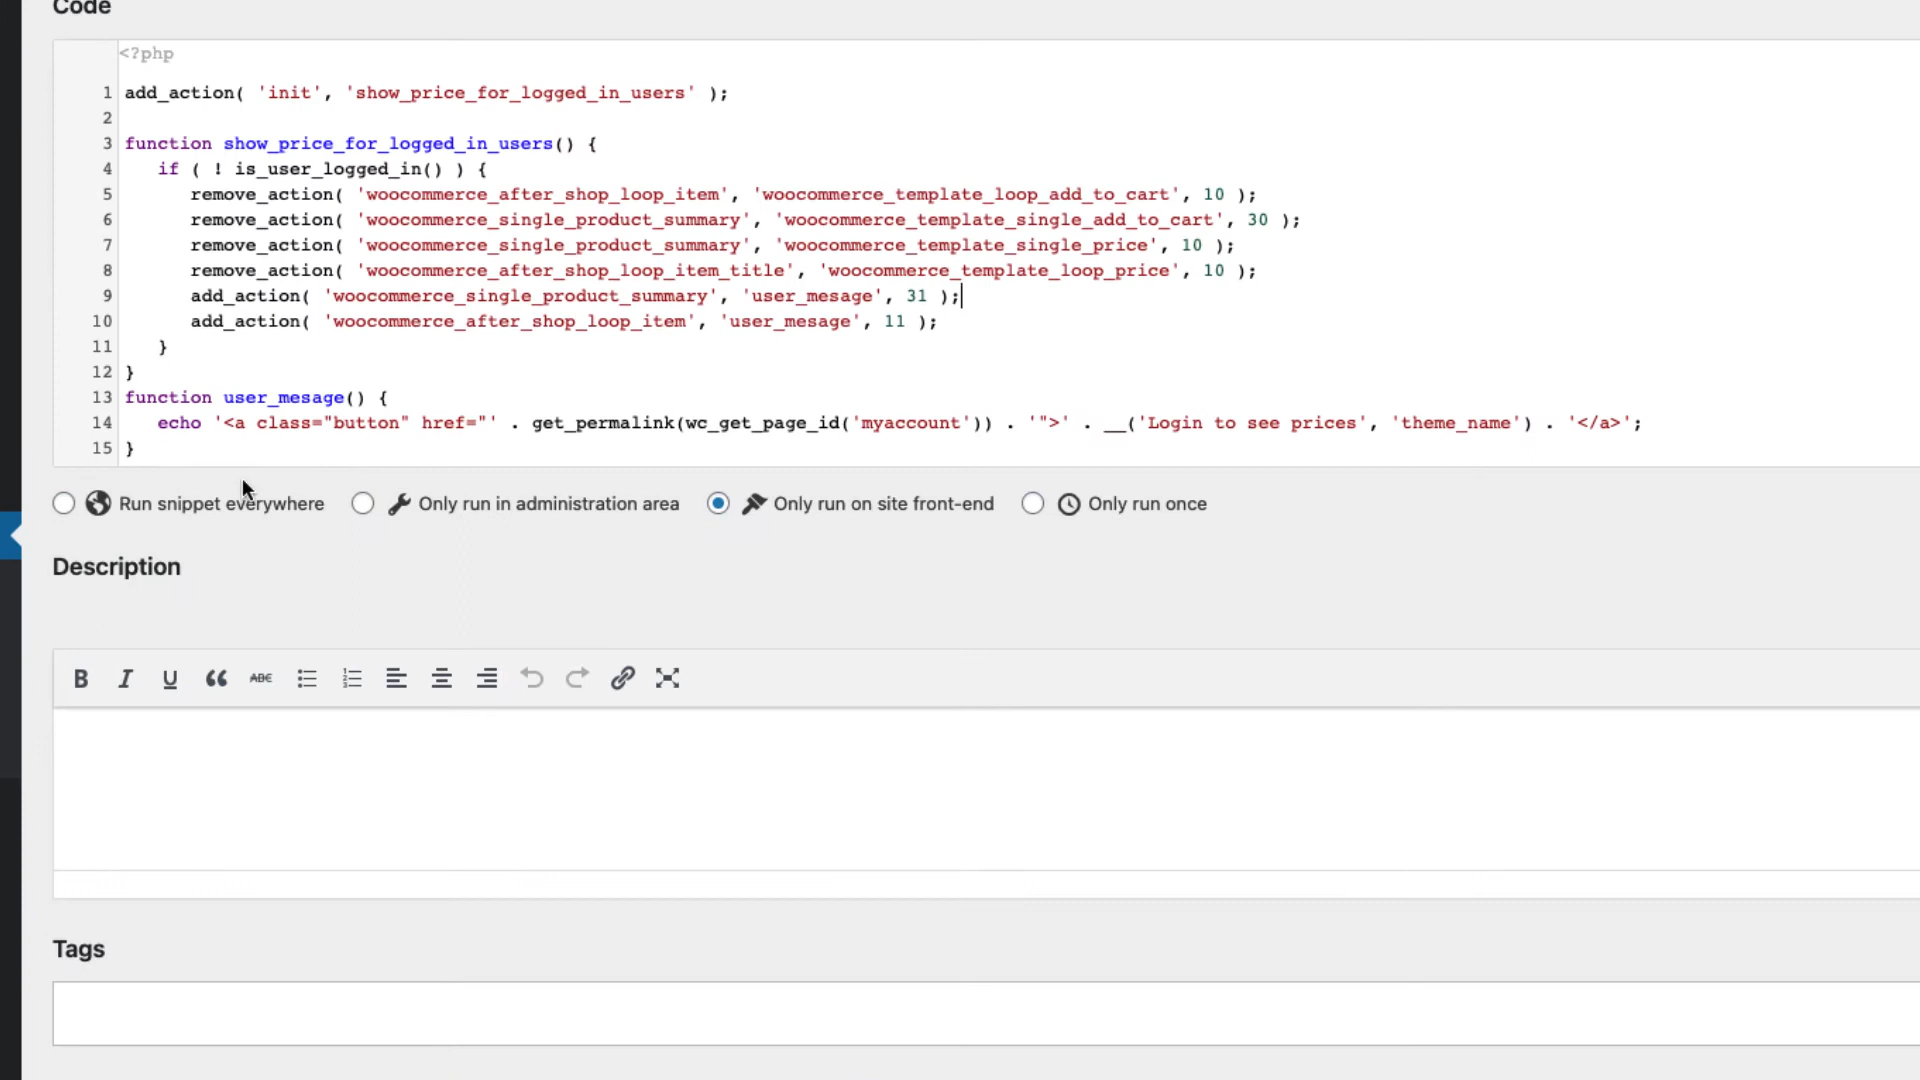 Code
<?php
1 add_action( 'init', 'show_price_for_logged_in_users' );
2
3 function show_price_for_logged_in_users() {
4 if ( ! is_user_logged_in() ) {
5 remove_action( 'woocommerce_after_shop_loop_item', 'woocommerce_template_loop_add_to_cart', 10 );
6 remove_action( 'woocommerce_single_product_summary', 'woocommerce_template_single_add_to_cart', 30 );
7 remove_action( 'woocommerce_single_product_summary', 'woocommerce_template_single_price', 10 );
8 remove_action( 'woocommerce_after_shop_loop_item_title', 'woocommerce_template_loop_price', 10 );
9 add_action( 'woocommerce_single_product_summary', 'user_mesage', 31 );
10 add_action( 'woocommerce_after_shop_loop_item', 'user_mesage', 11 );
11 }
12 }
13 function user_mesage() {
14 echo '<a class="button" href="' . get_permalink(wc_get_page_id('myaccount')) . '">' . __('Login to see prices', 'theme_name') . '</a>';
15 }
Run snippet everywhere Only run in administration area Only run on site front-end Only run once
Description
B I U ABC
Tags